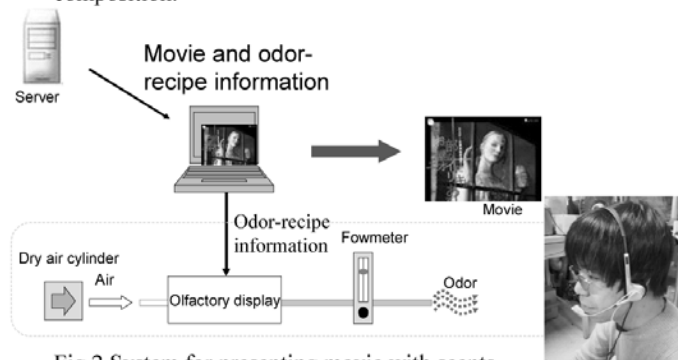 composition.
Server
Movie and odor-
recipe information
Movie
Odor-recipe
information
Fowmeter
Dry air cylinder
Air
Olfactory display
Odor
Fig.2 System for presenting movie with scents